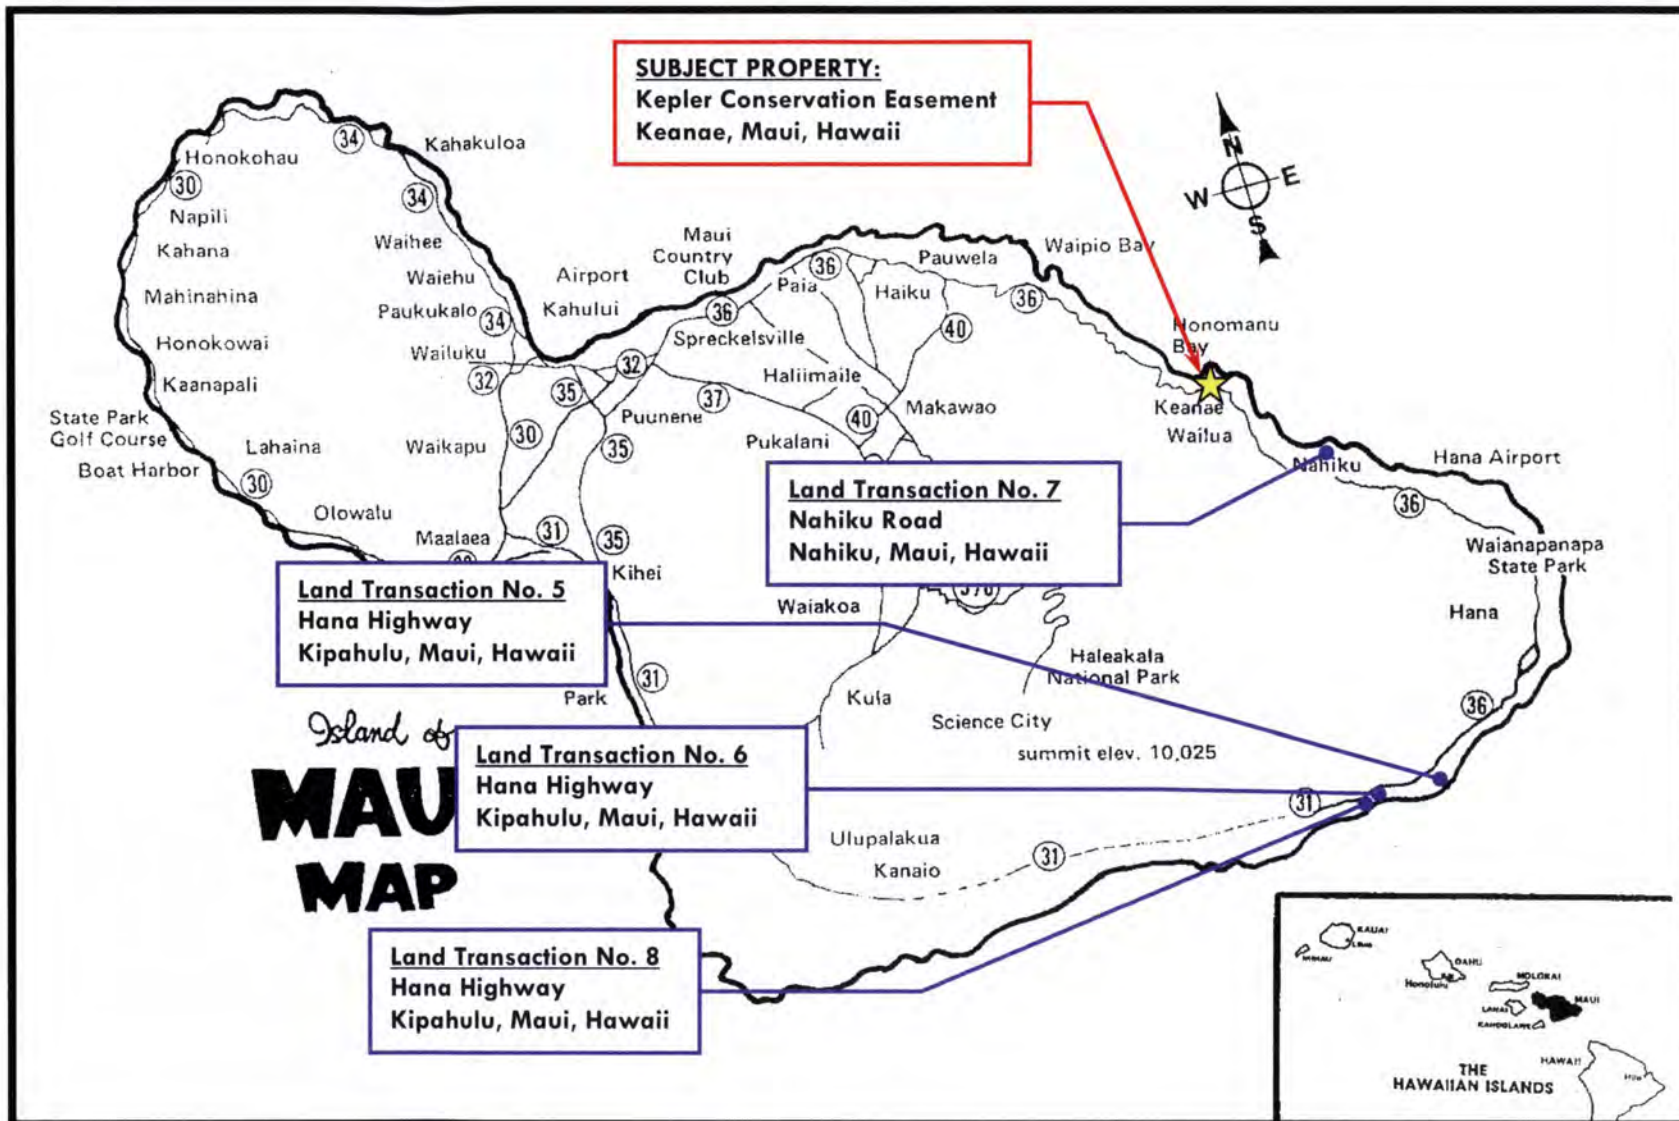 SUBJECT PROPERTY:
Kepler Conservation Easement
Keanae, Maui, Hawaii
N
W
E
S
34
Kahakuloa
Honokohau
30
34
Napili
Kahana
Waihee
Waiehu
Mahinahina
Paukukalo
34
Honokowai
Wailuku
32
Kaanapali
State Park
Golf Course
Boat Harbor
Lahaina
30
Olowalu
Waikapu
30
Maalaea
31
35
Kihei
Airport
Kahului
Maui
Country
Club
36
Spreckelsville
32
35
Puunene
35
37
Paia
36
Haiku
Pauwela
36
Waipio Bay
40
Haliimaile
40
Makawao
Pukalani
Honomanu
Bay
Keanae
Wailua
Nahiku
Hana Airport
36
Waianapanapa
State Park
Hana
36
Land Transaction No. 7
Nahiku Road
Nahiku, Maui, Hawaii
Land Transaction No. 5
Hana Highway
Kipahulu, Maui, Hawaii
Waiakoa
Haleakala
National Park
Park
31
Kula
Science City
summit elev. 10,025
Island of
MAU
MAP
Land Transaction No. 6
Hana Highway
Kipahulu, Maui, Hawaii
31
Ulupalakua
Kanaio
31
Land Transaction No. 8
Hana Highway
Kipahulu, Maui, Hawaii
KAUAI
OAHU
Honolulu
MOLOKAI
MAUI
LANAI
KAHOOLAWE
HAWAII
Hilo
THE
HAWAIIAN ISLANDS